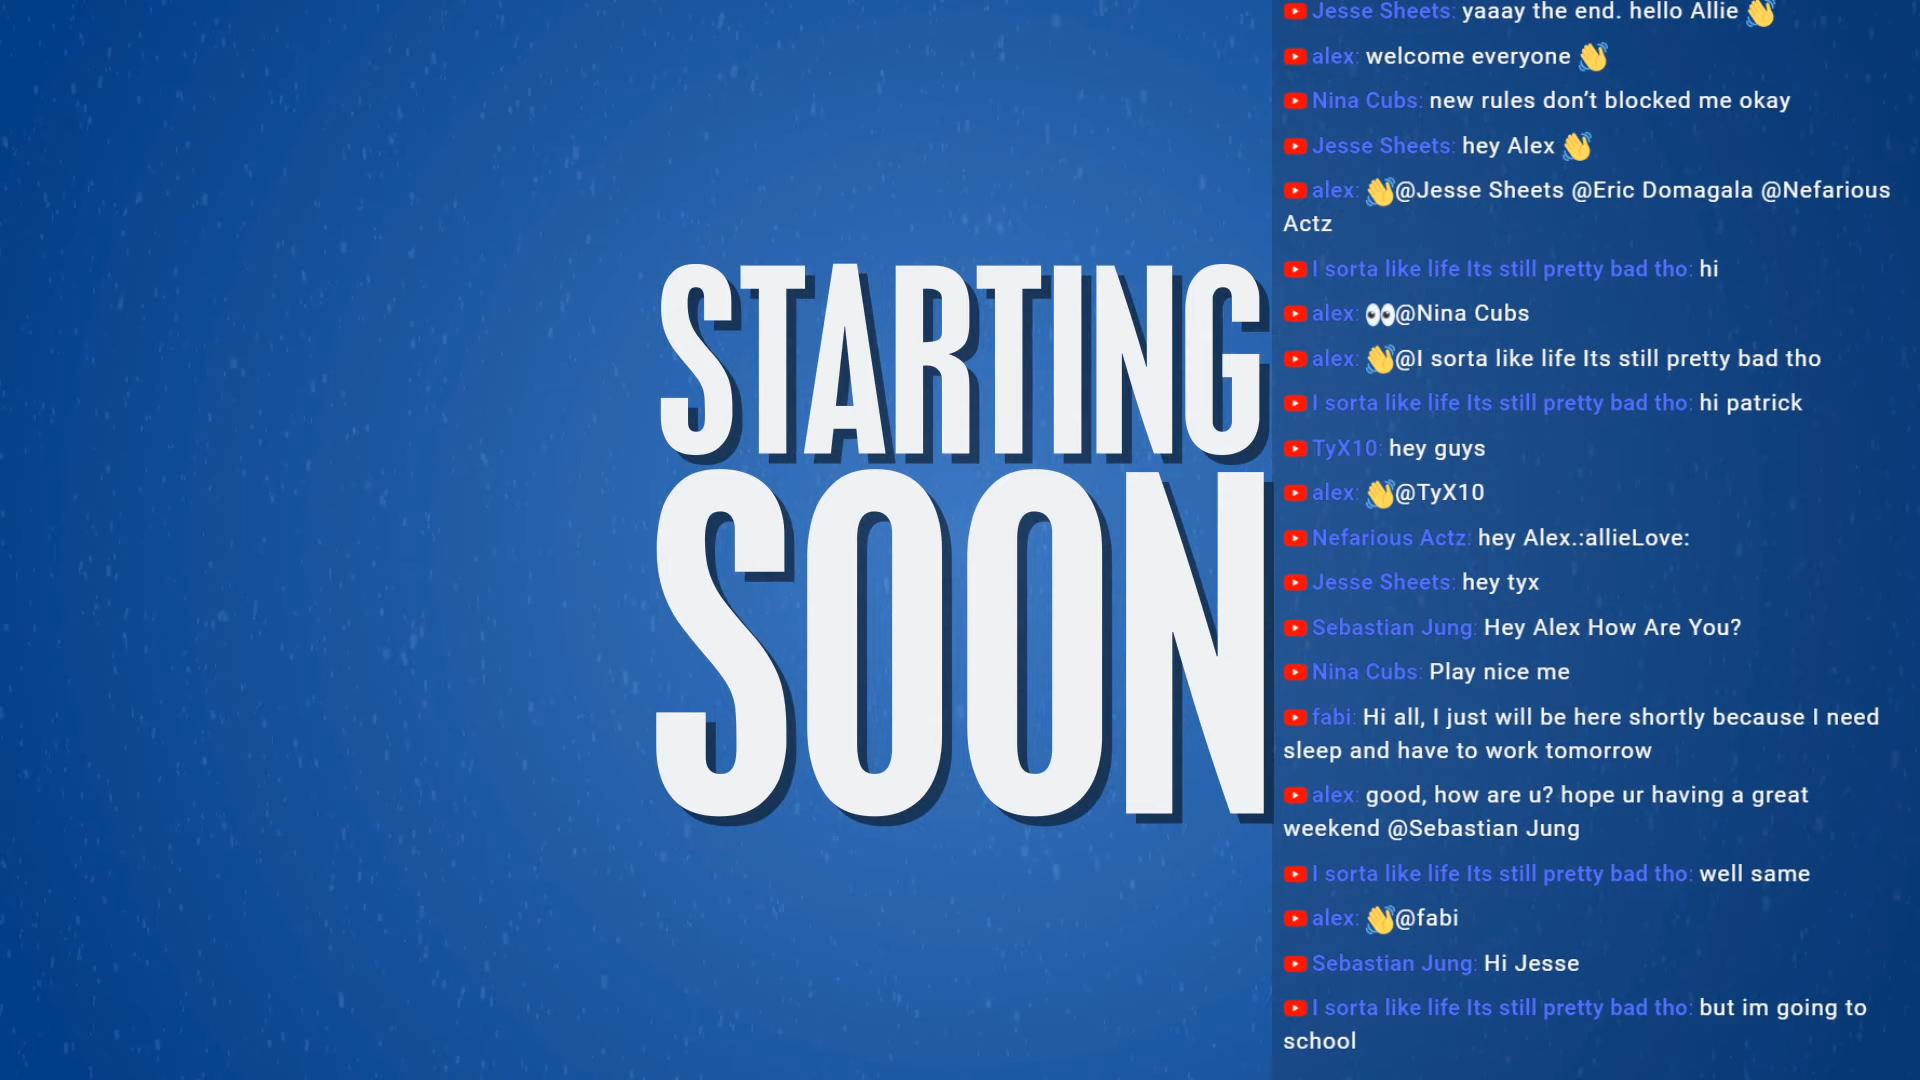 STARTING
SOON
Jesse Sheets: yaaay the end. hello Allie 👋
alex: welcome everyone 👋
Nina Cubs: new rules don’t blocked me okay
Jesse Sheets: hey Alex 👋
alex: 👋@Jesse Sheets @Eric Domagala @Nefarious
Actz
I sorta like life Its still pretty bad tho: hi
alex: 👀@Nina Cubs
alex: 👋@I sorta like life Its still pretty bad tho
I sorta like life Its still pretty bad tho: hi patrick
TyX10: hey guys
alex: 👋@TyX10
Nefarious Actz: hey Alex.:allieLove:
Jesse Sheets: hey tyx
Sebastian Jung: Hey Alex How Are You?
Nina Cubs: Play nice me
fabi: Hi all, I just will be here shortly because I need
sleep and have to work tomorrow
alex: good, how are u? hope ur having a great
weekend @Sebastian Jung
I sorta like life Its still pretty bad tho: well same
alex: 👋@fabi
Sebastian Jung: Hi Jesse
I sorta like life Its still pretty bad tho: but im going to
school